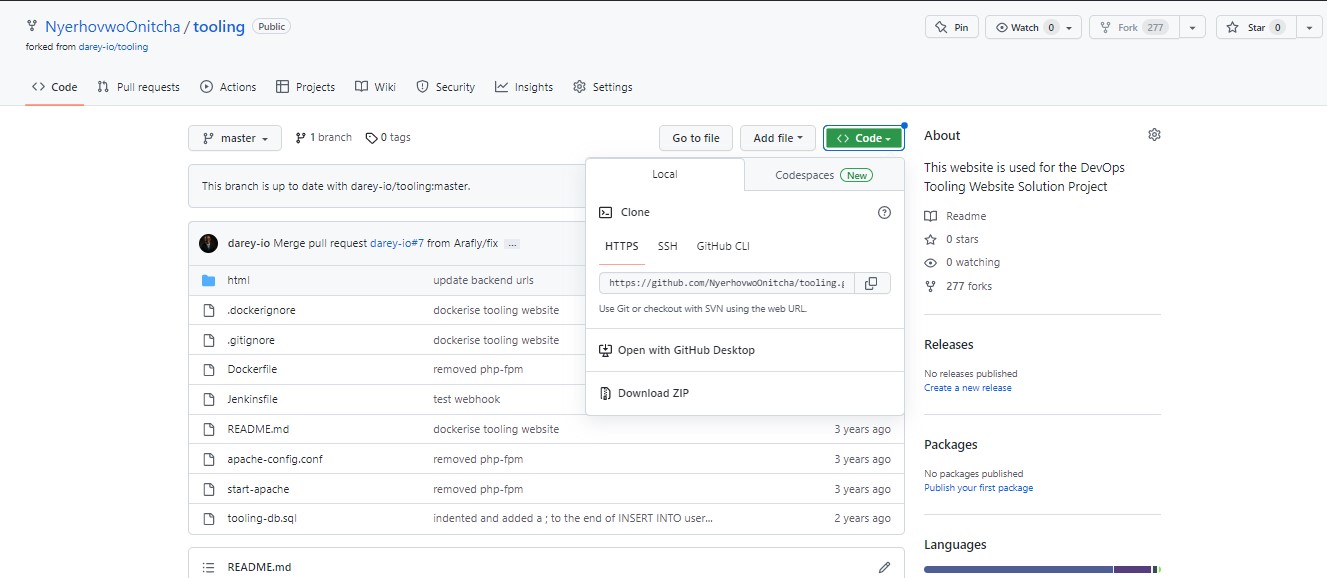 NyerhovwoOnitcha / tooling Public
Pin Watch 0 Fork 277 Star 0
forked from darey-io/tooling
Code Pull requests Actions Projects Wiki Security Insights Settings
master 1 branch 0 tags Go to file Add file Code
This branch is up to date with darey-io/tooling:master.
Local Codespaces New
Clone
HTTPS SSH GitHub CLI
https://github.com/NyerhovwoOnitcha/tooling.g
Use Git or checkout with SVN using the web URL.
Open with GitHub Desktop
Download ZIP
darey-io Merge pull request darey-io#7 from Arafly/fix ...
html update backend urls
.dockerignore dockerise tooling website
.gitignore dockerise tooling website
Dockerfile removed php-fpm
Jenkinsfile test webhook
README.md dockerise tooling website 3 years ago
apache-config.conf removed php-fpm 3 years ago
start-apache removed php-fpm 3 years ago
tooling-db.sql indented and added a ; to the end of INSERT INTO user... 2 years ago
README.md
About
This website is used for the DevOps
Tooling Website Solution Project
Readme
0 stars
0 watching
277 forks
Releases
No releases published
Create a new release
Packages
No packages published
Publish your first package
Languages